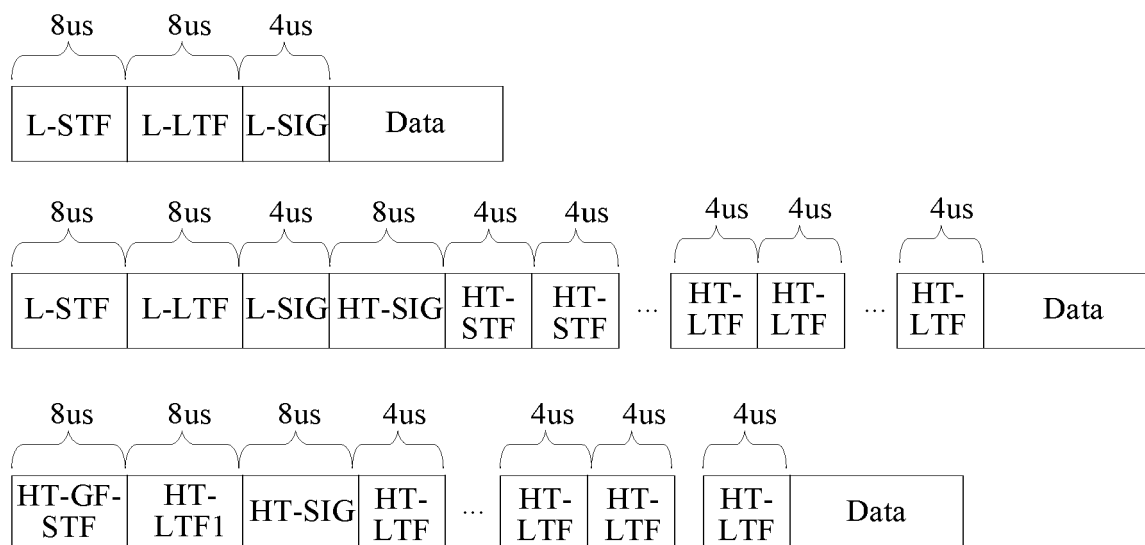 8us 8us 4us
L-STF L-LTF L-SIG Data
8us 8us 4us 8us 4us 4us 4us 4us 4us
L-STF L-LTF L-SIG HT-SIG HT-STF HT-STF ... HT-LTF HT-LTF ... HT-LTF Data
8us 8us 8us 4us 4us 4us 4us
HT-GF-STF HT-LTF1 HT-SIG HT-LTF ... HT-LTF HT-LTF HT-LTF Data